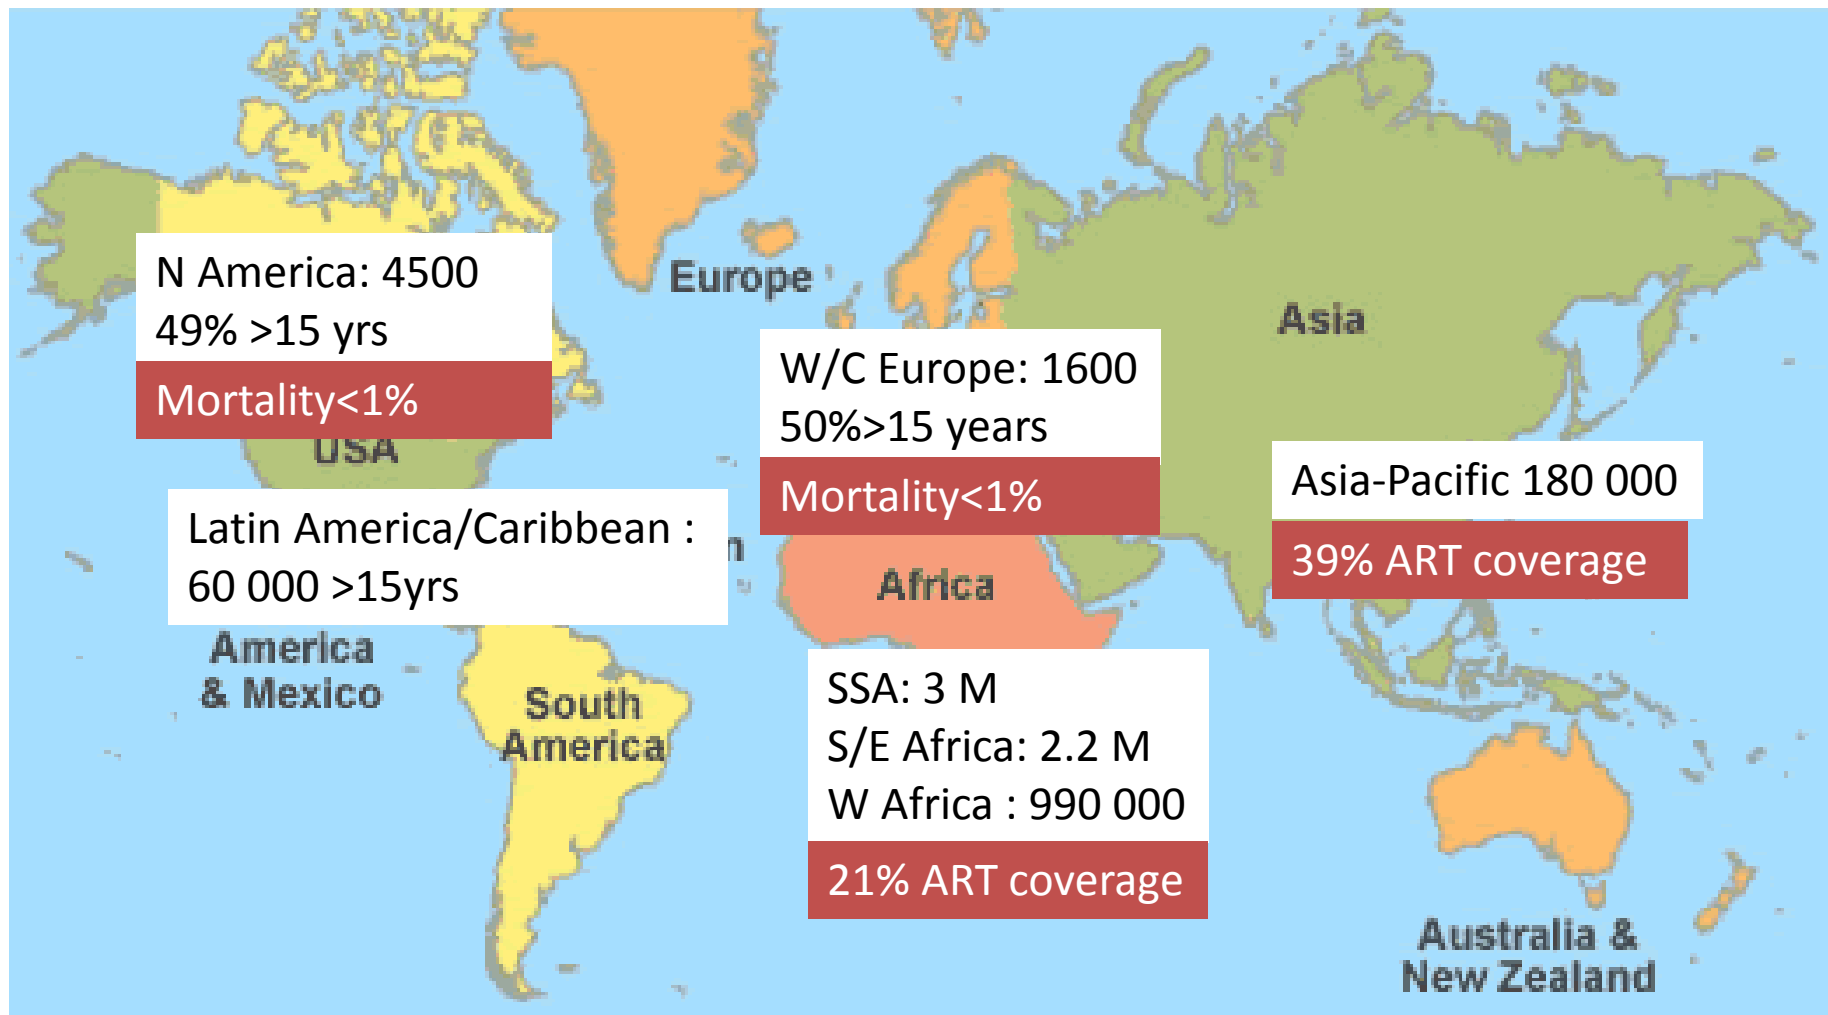 N America: 4500
49% >15 yrs
Mortality<1%
USA
Latin America/Caribbean :
60 000 >15yrs
America
& Mexico
South
America
Europe
W/C Europe: 1600
50%>15 years
Mortality<1%
Africa
SSA: 3 M
S/E Africa: 2.2 M
W Africa : 990 000
21% ART coverage
Asia
Asia-Pacific 180 000
39% ART coverage
Australia &
New Zealand